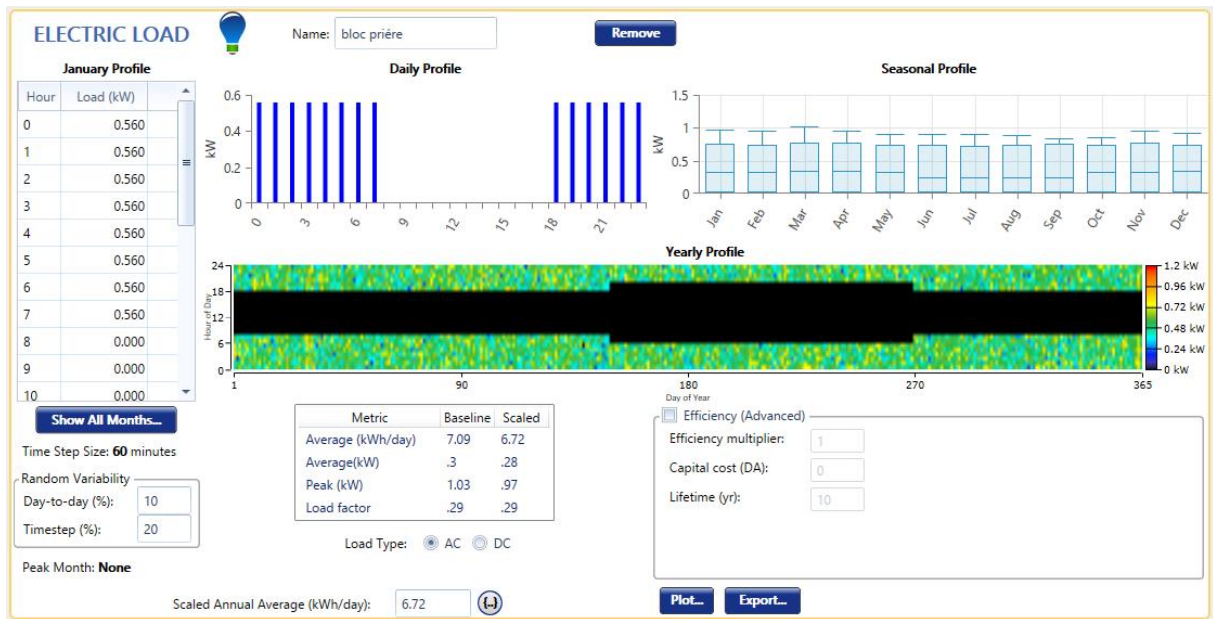 ELECTRIC LOAD
Name: bloc priére
Remove
January Profile
Hour Load (kW)
0 0.560
1 0.560
2 0.560
3 0.560
4 0.560
5 0.560
6 0.560
7 0.560
8 0.000
9 0.000
10 0.000
Show All Months...
Time Step Size: 60 minutes
Random Variability
Day-to-day (%): 10
Timestep (%): 20
Peak Month: None
Daily Profile
kW
0.6
0.4
0.2
0
0 3 6 9 12 15 18 21
Seasonal Profile
kW
1.5
1
0.5
0
Jan Feb Mar Apr May Jun Jul Aug Sep Oct Nov Dec
Yearly Profile
Hour of Day
24
18
12
6
0
1 90 180 270 365
Day of Year
1.2 kW
0.96 kW
0.72 kW
0.48 kW
0.24 kW
0 kW
Metric Baseline Scaled
Average (kWh/day) 7.09 6.72
Average(kW) .3 .28
Peak (kW) 1.03 .97
Load factor .29 .29
Load Type: AC DC
Efficiency (Advanced)
Efficiency multiplier: 1
Capital cost (DA): 0
Lifetime (yr): 10
Scaled Annual Average (kWh/day): 6.72 {..}
Plot... Export...